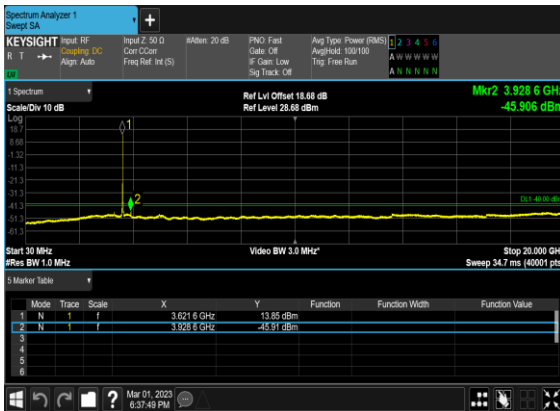 Spectrum Analyzer 1
Swept SA
KEYSIGHT Input: RF Input Z: 50 Ω #Atten: 20 dB PNO: Fast Avg Type: Power (RMS) 1 2 3 4 5 6
R T Coupling: DC Corr CCorr Gate: Off Avg|Hold: 100/100 A W W W W W
Align: Auto Freq Ref: Int (S) IF Gain: Low Trig: Free Run
Sig Track: Off A N N N N N
1 Spectrum
Scale/Div 10 dB
Ref Lvl Offset 18.68 dB
Ref Level 28.68 dBm
Mkr2 3.928 6 GHz
-45.906 dBm
Log
18.7
8.68
-1.32
-11.3
-21.3
-31.3
-41.3
-51.3
-61.3
1
2
DL1 -40.00 dBm
Start 30 MHz
#Res BW 1.0 MHz
Video BW 3.0 MHz*
Stop 20.000 GHz
Sweep 34.7 ms (40001 pts)
5 Marker Table
Mode Trace Scale X Y Function Function Width Function Value
1 N 1 f 3.621 6 GHz 13.85 dBm
2 N 1 f 3.928 6 GHz -45.91 dBm
3
4
5
6
? Mar 01, 2023
6:37:49 PM